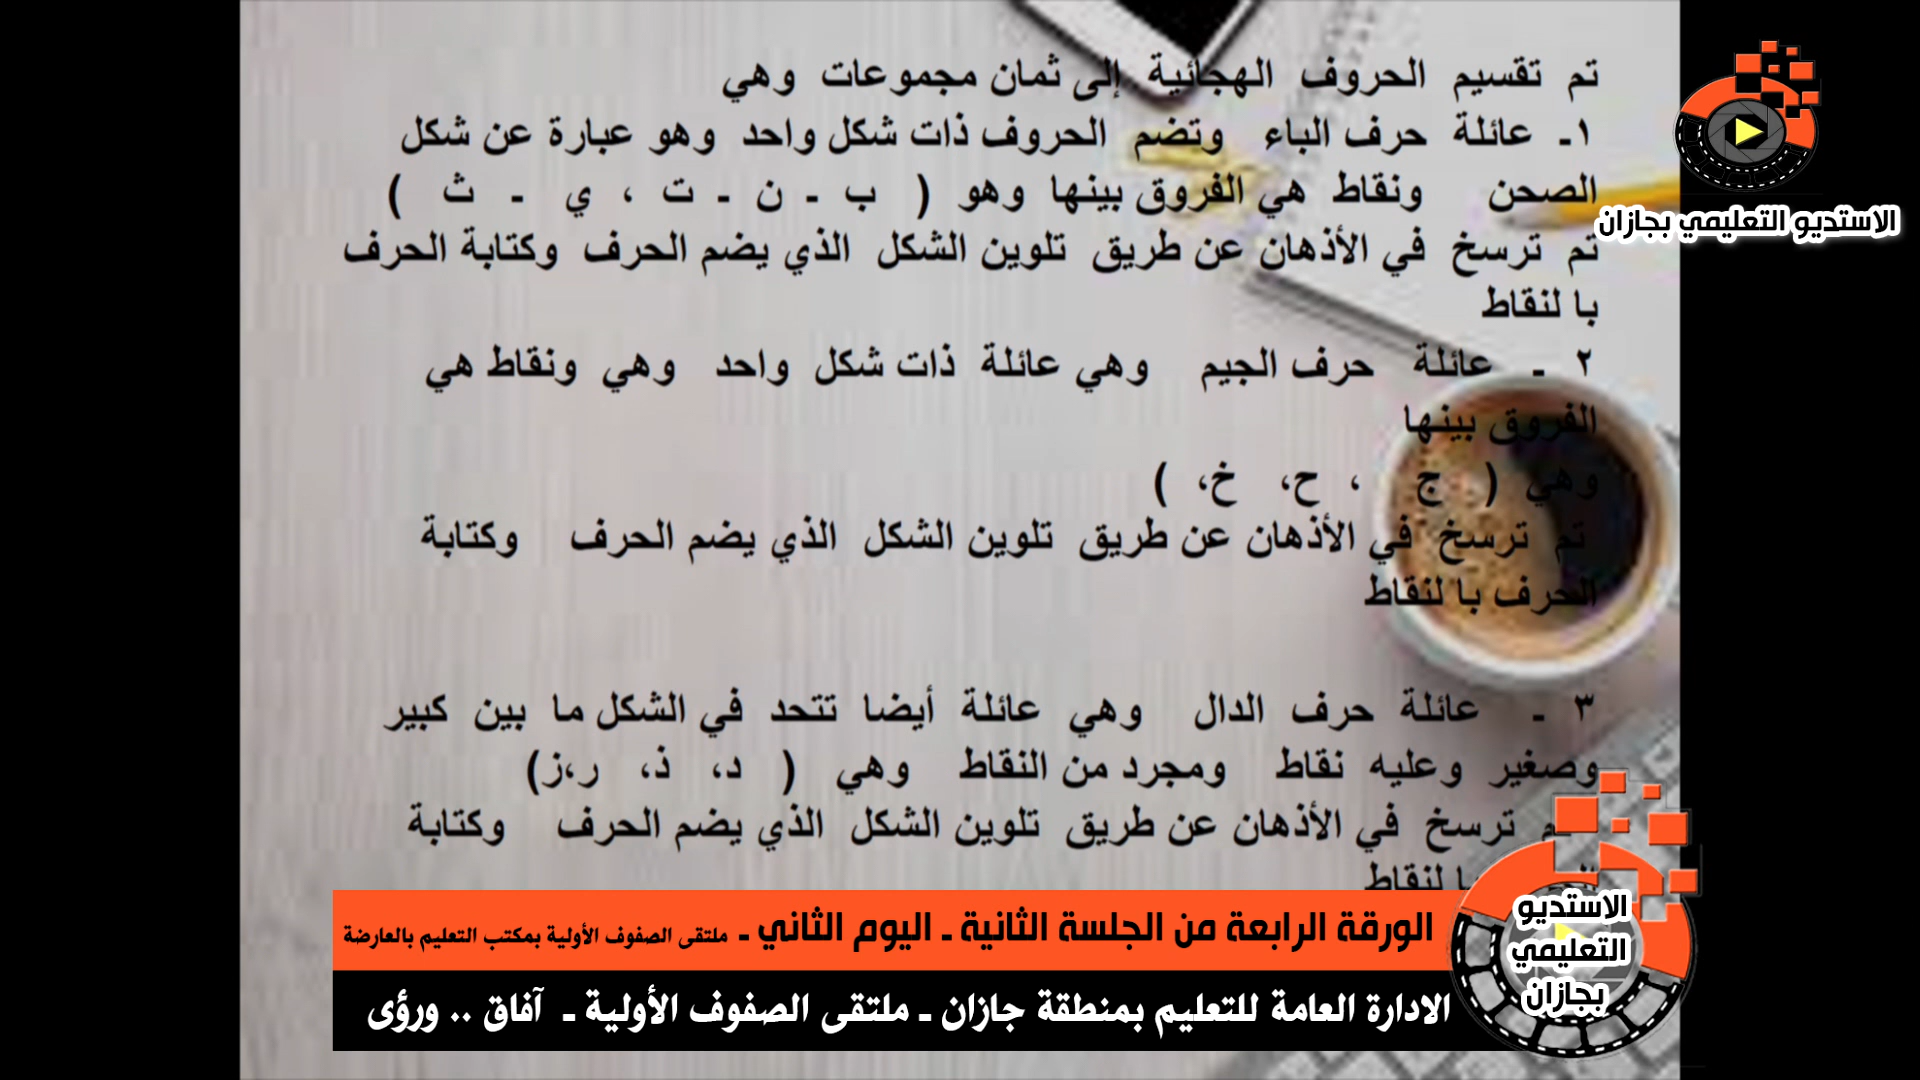 تم تقسيم الحروف الهجائية إلى ثمان مجموعات وهي
١ـ عائلة حرف الباء وتضم الحروف ذات شكل واحد وهو عبارة عن شكل
الصحن ونقاط هي الفروق بينها وهو ( ب ـ ن ـ ت ، ي ـ ث )
تم ترسخ في الأذهان عن طريق تلوين الشكل الذي يضم الحرف وكتابة الحرف
با لنقاط
٢ ـ عائلة حرف الجيم وهي عائلة ذات شكل واحد وهي ونقاط هي
الفروق بينها
وهي ( ج ، ح، خ، )
تم ترسخ في الأذهان عن طريق تلوين الشكل الذي يضم الحرف وكتابة
الحرف با لنقاط
٣ ـ عائلة حرف الدال وهي عائلة أيضا تتحد في الشكل ما بين كبير
وصغير وعليه نقاط ومجرد من النقاط وهي ( د، ذ، ر،ز)
تم ترسخ في الأذهان عن طريق تلوين الشكل الذي يضم الحرف وكتابة
با لنقاط
الاستديو التعليمي بجازان
الورقة الرابعة من الجلسة الثانية ـ اليوم الثاني ـ ملتقى الصفوف الأولية بمكتب التعليم بالعارضة
الادارة العامة للتعليم بمنطقة جازان ـ ملتقى الصفوف الأولية ـ آفاق .. ورؤى
الاستديو
التعليمي
بجازان